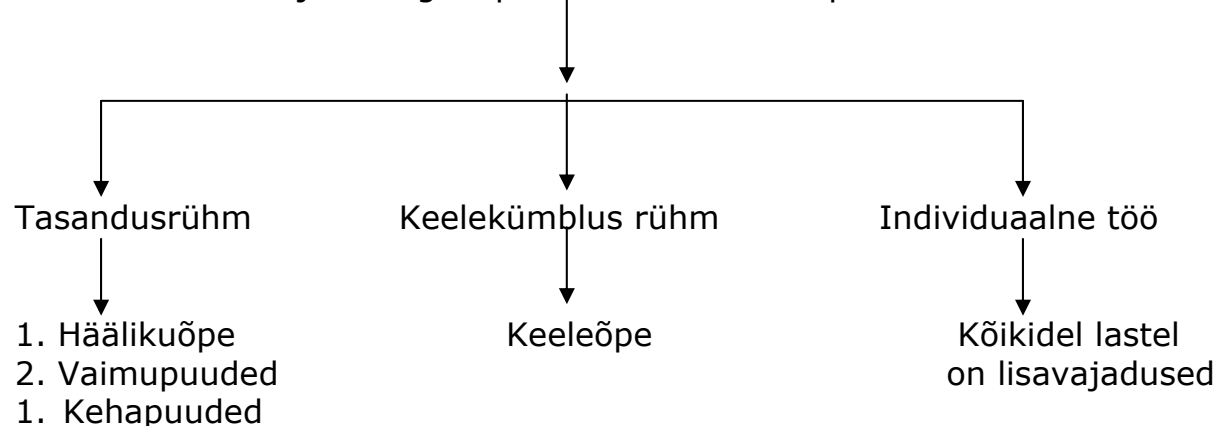 Tasandusrühm
Keelekümblus rühm
Individuaalne töö
1. Häälikuõpe
2. Vaimupuuded
1. Kehapuuded
Keeleõpe
Kõikidel lastel
on lisavajadused